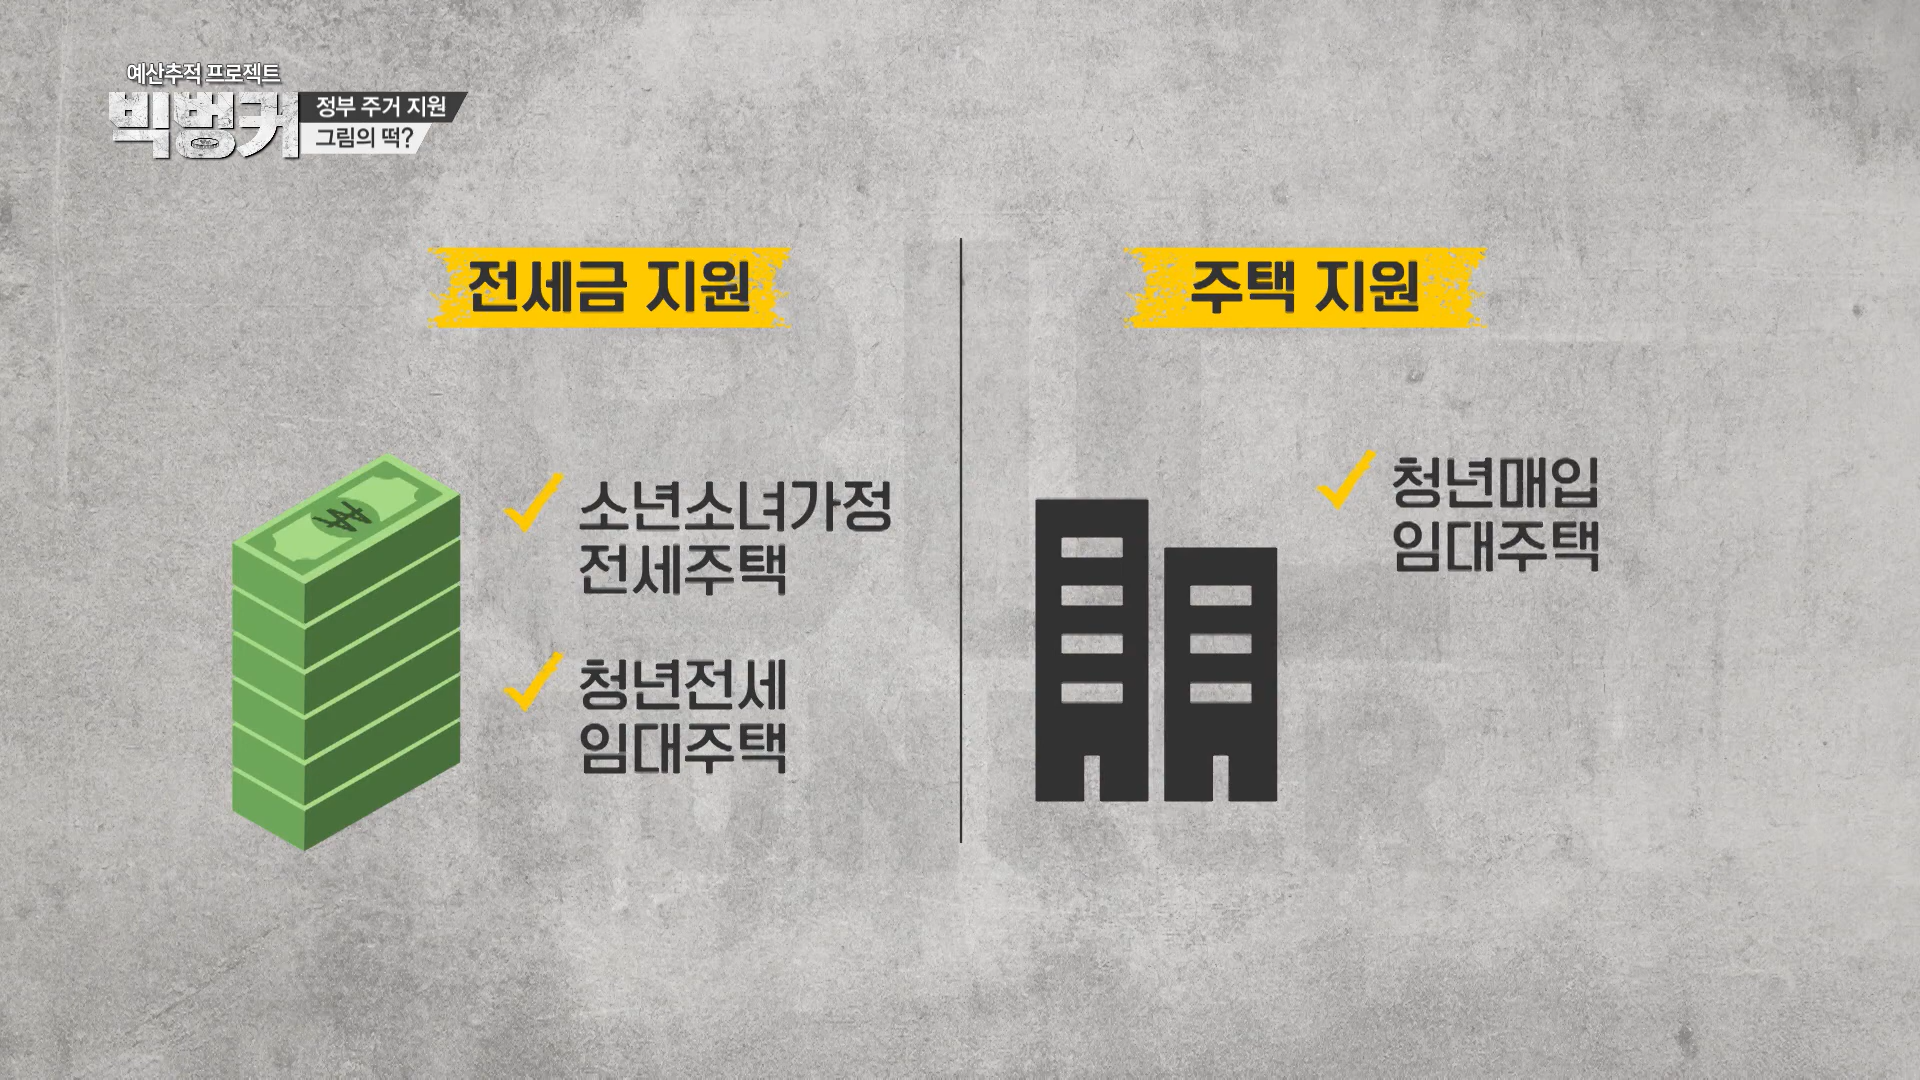 예산추적 프로젝트
빅벙커
정부 주거 지원
그림의 떡?
전세금 지원
소년소녀가정
전세주택
청년전세
임대주택
주택 지원
청년매입
임대주택